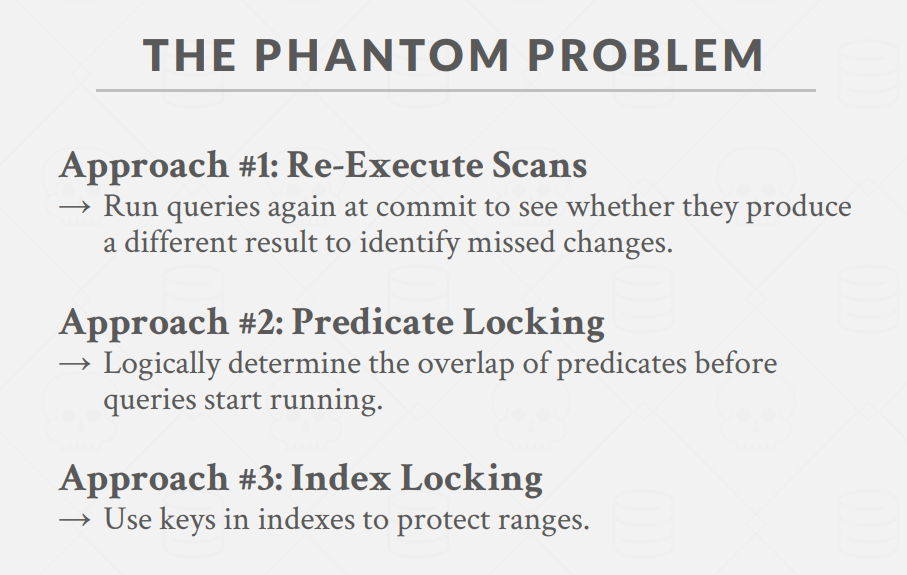 THE PHANTOM PROBLEM
Approach #1: Re-Execute Scans
→ Run queries again at commit to see whether they produce
a different result to identify missed changes.
Approach #2: Predicate Locking
→ Logically determine the overlap of predicates before
queries start running.
Approach #3: Index Locking
→ Use keys in indexes to protect ranges.